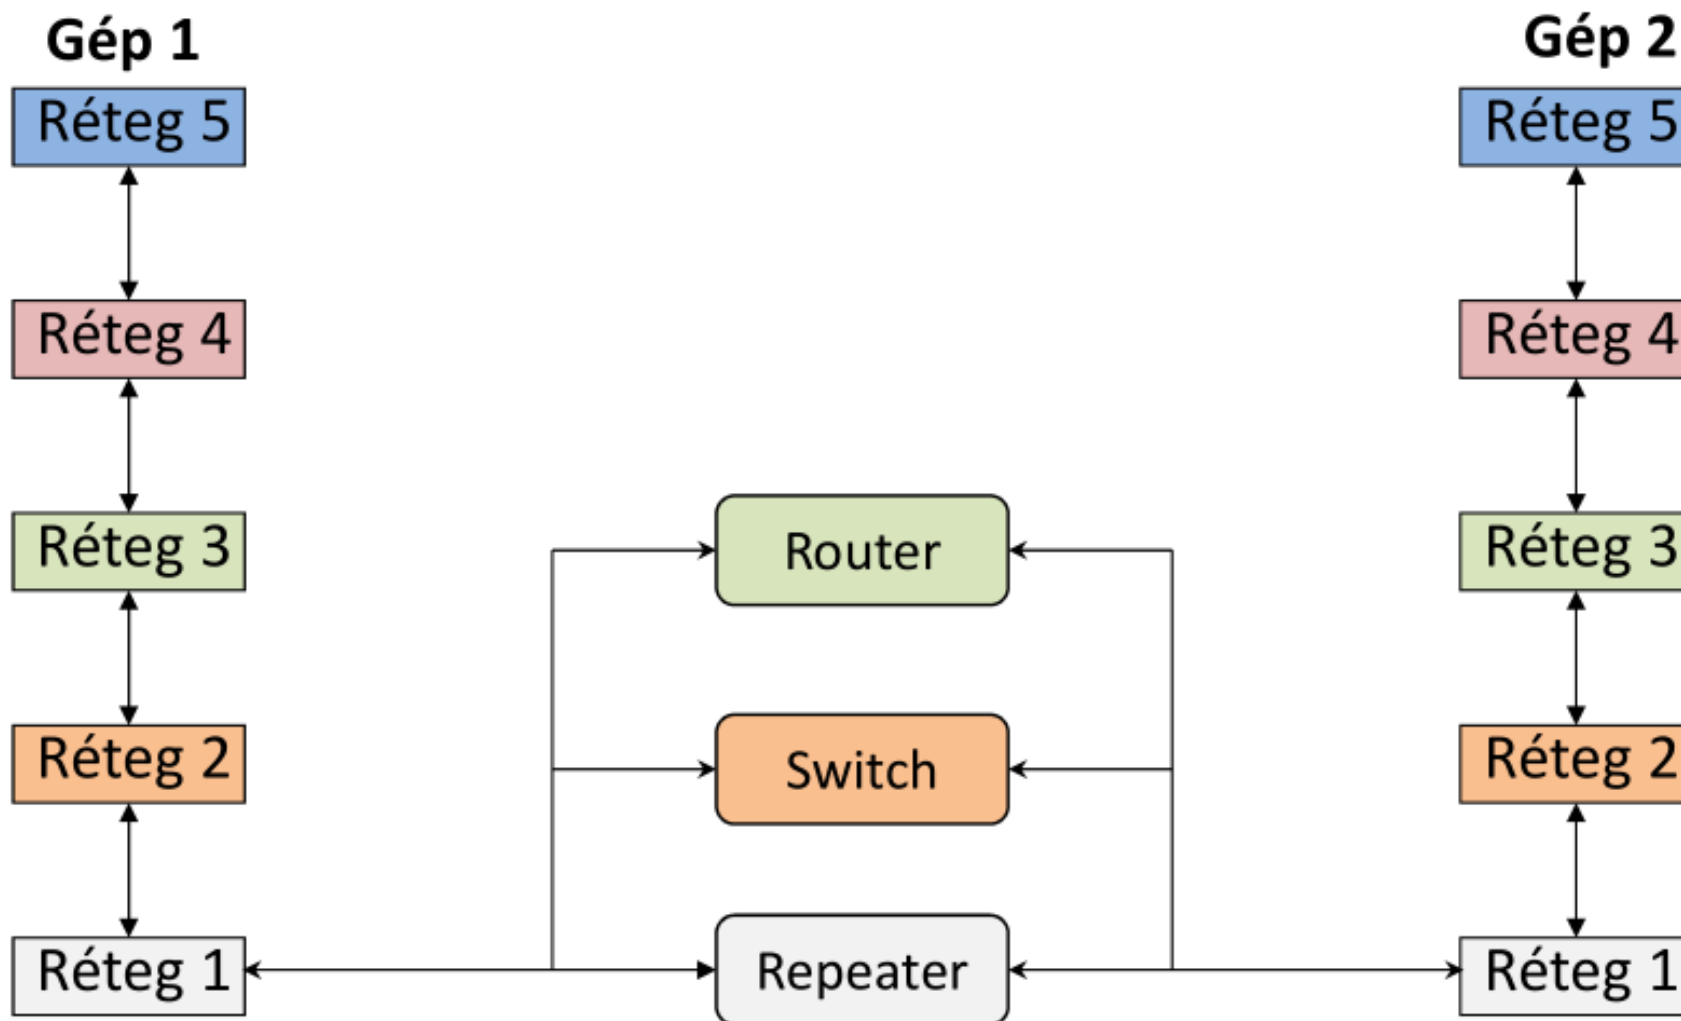 Gép 1
Gép 2
Réteg 5
Réteg 5
Réteg 4
Réteg 4
Réteg 3
Router
Réteg 3
Réteg 2
Switch
Réteg 2
Réteg 1
Repeater
Réteg 1